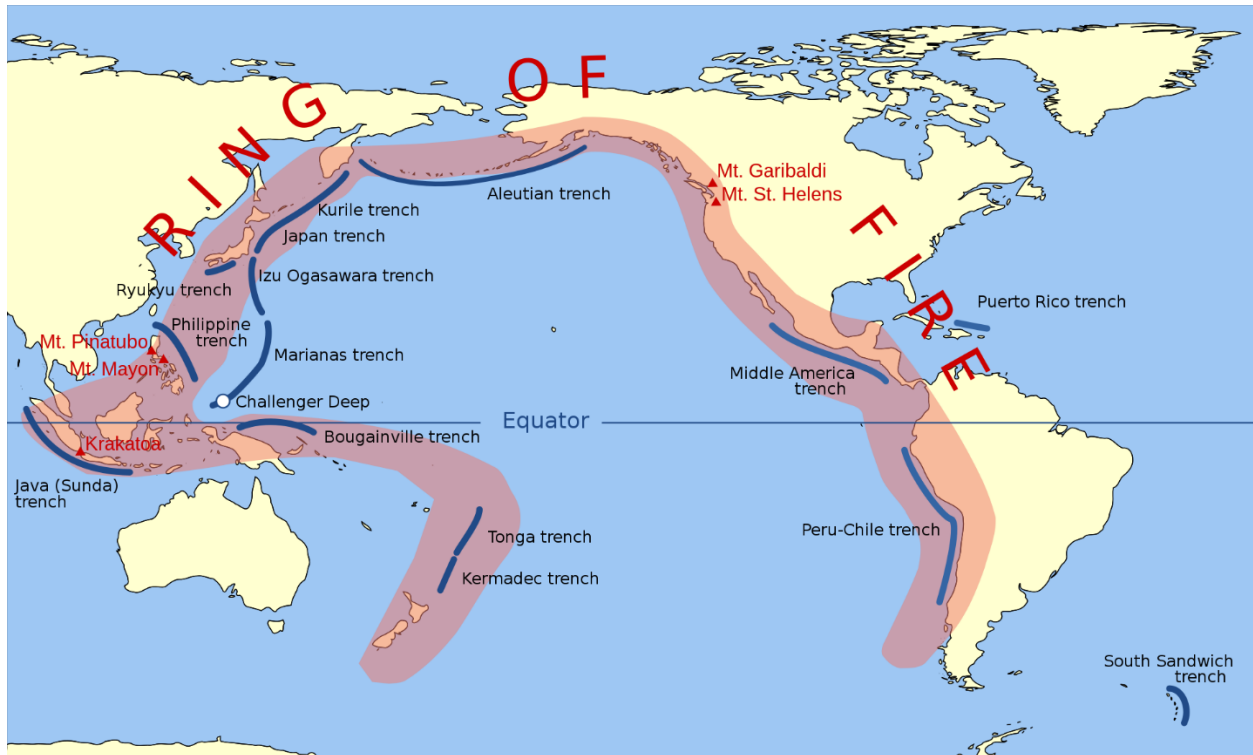 RING OF FIRE
Mt. Garibaldi
Mt. St. Helens
Aleutian trench
Kurile trench
Japan trench
Izu Ogasawara trench
Ryukyu trench
Puerto Rico trench
Philippine
trench
Mt. Pinatubo
Mt. Mayon
Marianas trench
Middle America
trench
Challenger Deep
Equator
Bougainville trench
Krakatoa
Java (Sunda)
trench
Tonga trench
Peru-Chile trench
Kermadec trench
South Sandwich
trench